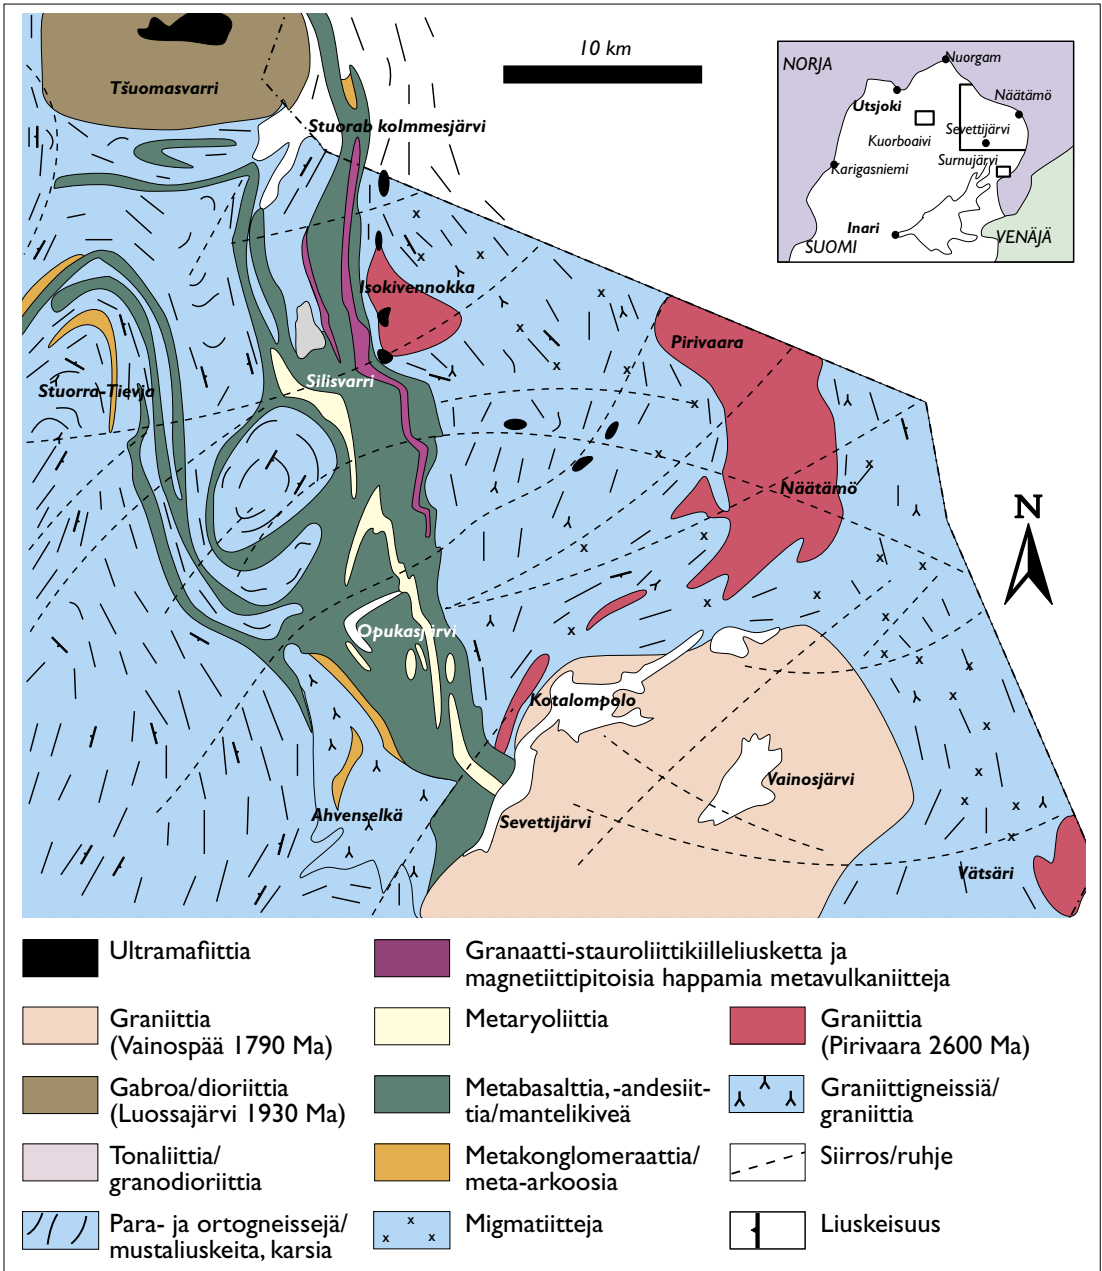 10 km
NORJA
Nuorgam
Utsjoki
Näätämö
Kuorboaivi
Sevettijärvi
Surnujärvi
Karigasniemi
Inari
SUOMI
VENÄJÄ
Tšuomasvarri
Stuorab kolmmesjärvi
Isokivennokka
Pirivaara
Stuorra-Tievja
Silisvarri
Näätämö
N
Opukasjärvi
Kotalompolo
Vainosjärvi
Ahvenselkä
Sevettijärvi
Vätsäri
Ultramafiittia
Granaatti-stauroliittikiilleliusketta ja
magnetiittipitoisia happamia metavulkaniitteja
Graniittia
(Vainospää 1790 Ma)
Metaryoliittia
Graniittia
(Pirivaara 2600 Ma)
Gabroa/dioriittia
(Luossajärvi 1930 Ma)
Metabasalttia, -andesiit-
tia/mantelikiveä
Graniittigneissiä/
graniittia
Tonaliittia/
granodioriittia
Metakonglomeraattia/
meta-arkoosia
Siirros/ruhje
Para- ja ortogneissejä/
mustaliuskeita, karsia
Migmatiitteja
Liuskeisuus